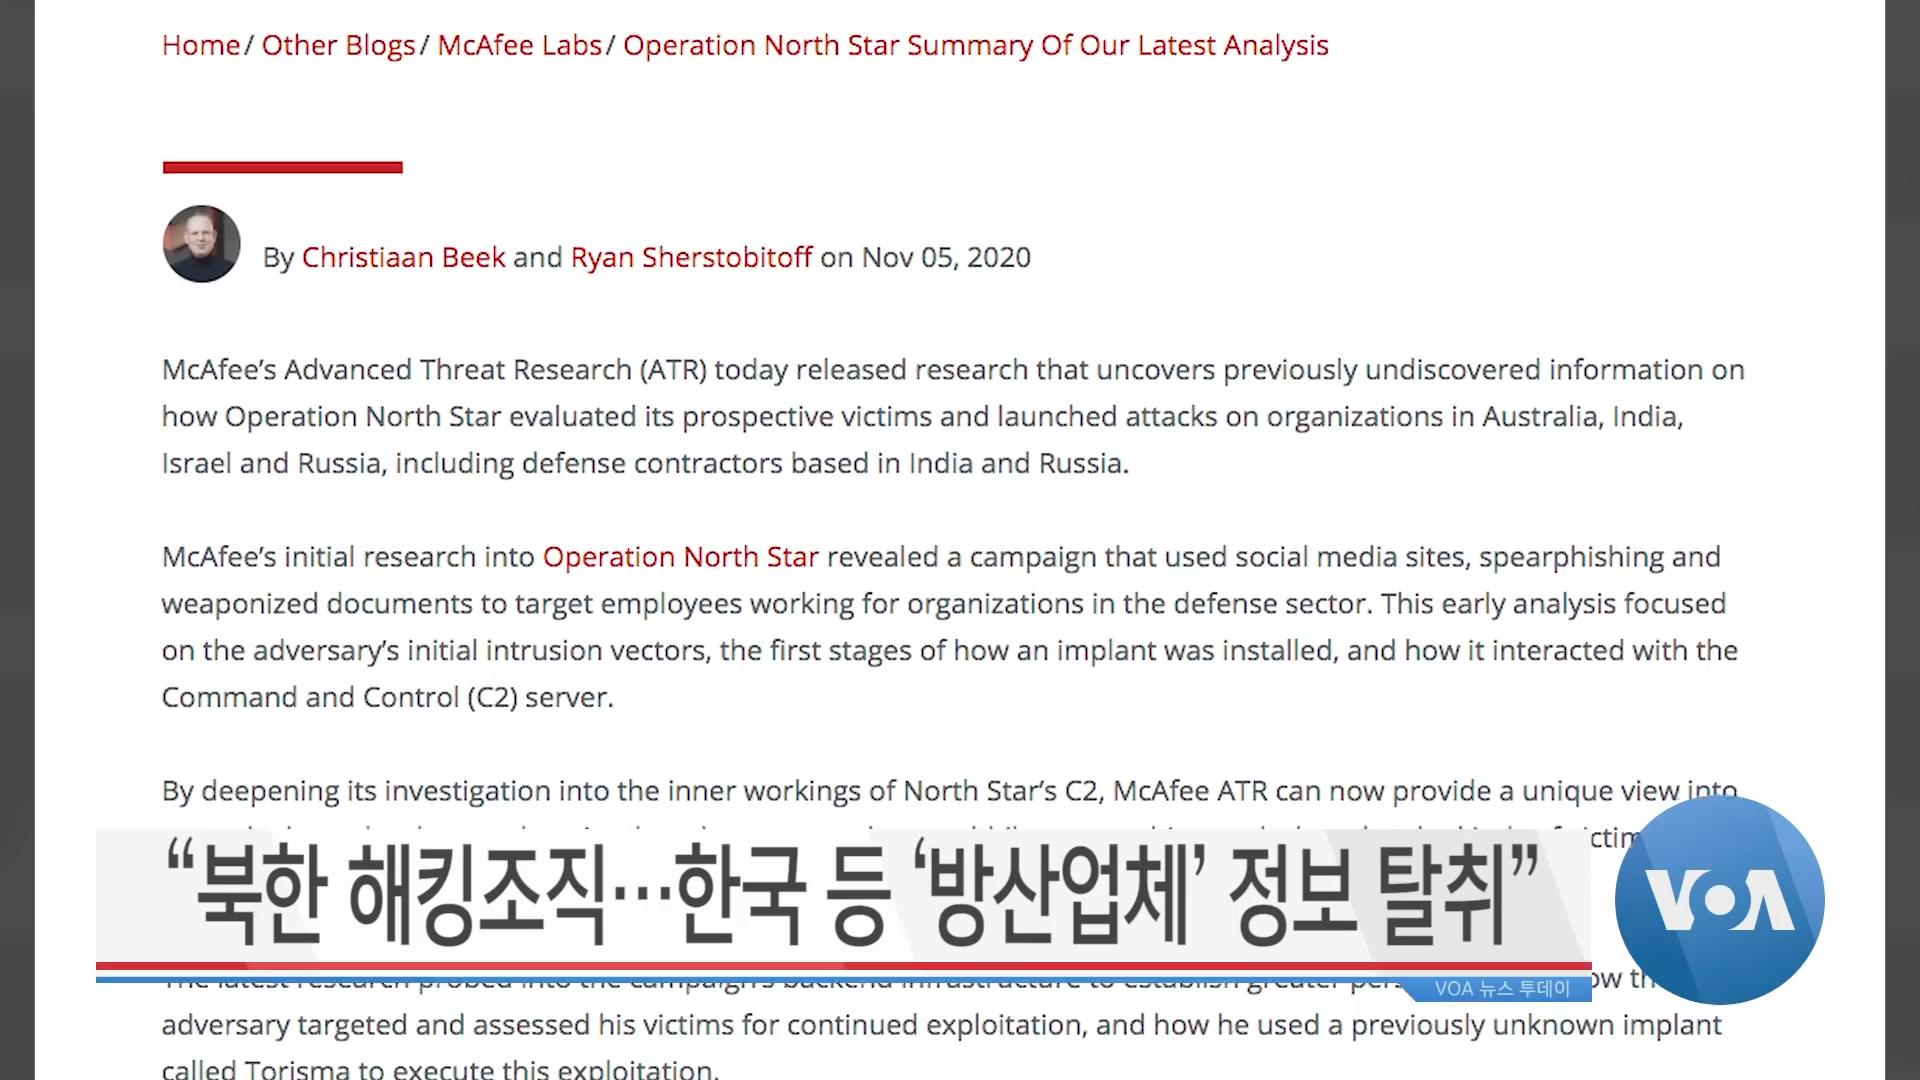 Home / Other Blogs / McAfee Labs / Operation North Star Summary Of Our Latest Analysis
By Christiaan Beek and Ryan Sherstobitoff on Nov 05, 2020
McAfee’s Advanced Threat Research (ATR) today released research that uncovers previously undiscovered information on
how Operation North Star evaluated its prospective victims and launched attacks on organizations in Australia, India,
Israel and Russia, including defense contractors based in India and Russia.
McAfee’s initial research into Operation North Star revealed a campaign that used social media sites, spearphishing and
weaponized documents to target employees working for organizations in the defense sector. This early analysis focused
on the adversary’s initial intrusion vectors, the first stages of how an implant was installed, and how it interacted with the
Command and Control (C2) server.
By deepening its investigation into the inner workings of North Star’s C2, McAfee ATR can now provide a unique view into
“북한 해킹조직…한국 등 ‘방산업체’ 정보 탈취”
VOA
The latest research probed into the campaign’s backend infrastructure to establish greater
VOA 뉴스 투데이
adversary targeted and assessed his victims for continued exploitation, and how he used a previously unknown implant
called Torisma to execute this exploitation.